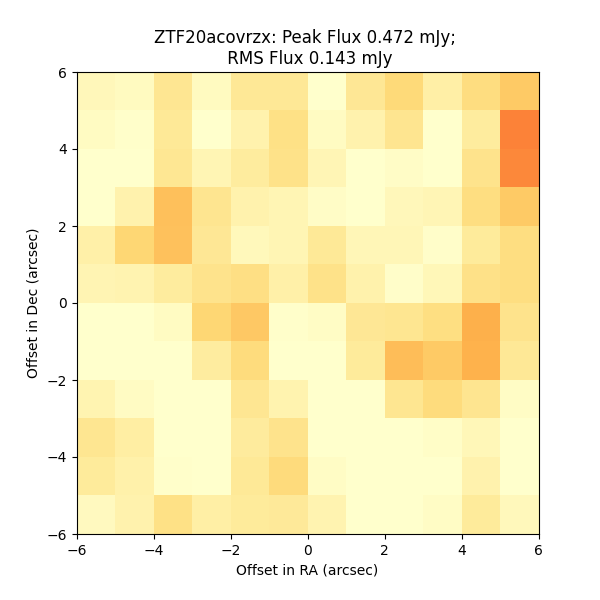 ZTF20acovrzx: Peak Flux 0.472 mJy;
RMS Flux 0.143 mJy
6
4
2
0
−2
−4
−6
Offset in Dec (arcsec)
−6 −4 −2 0 2 4 6
Offset in RA (arcsec)